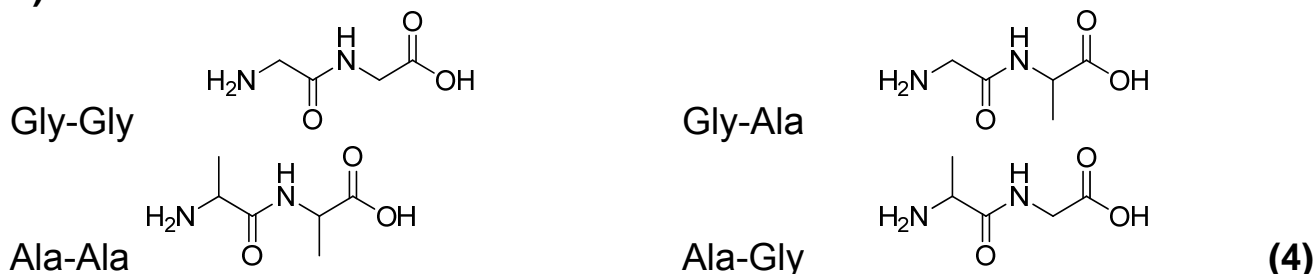 )
O H N O
H₂N OH
O
Gly-Gly
O H N O
H₂N OH
O
Gly-Ala
O H N O
H₂N OH
O
Ala-Ala
O H N O
H₂N OH
O
Ala-Gly
(4)